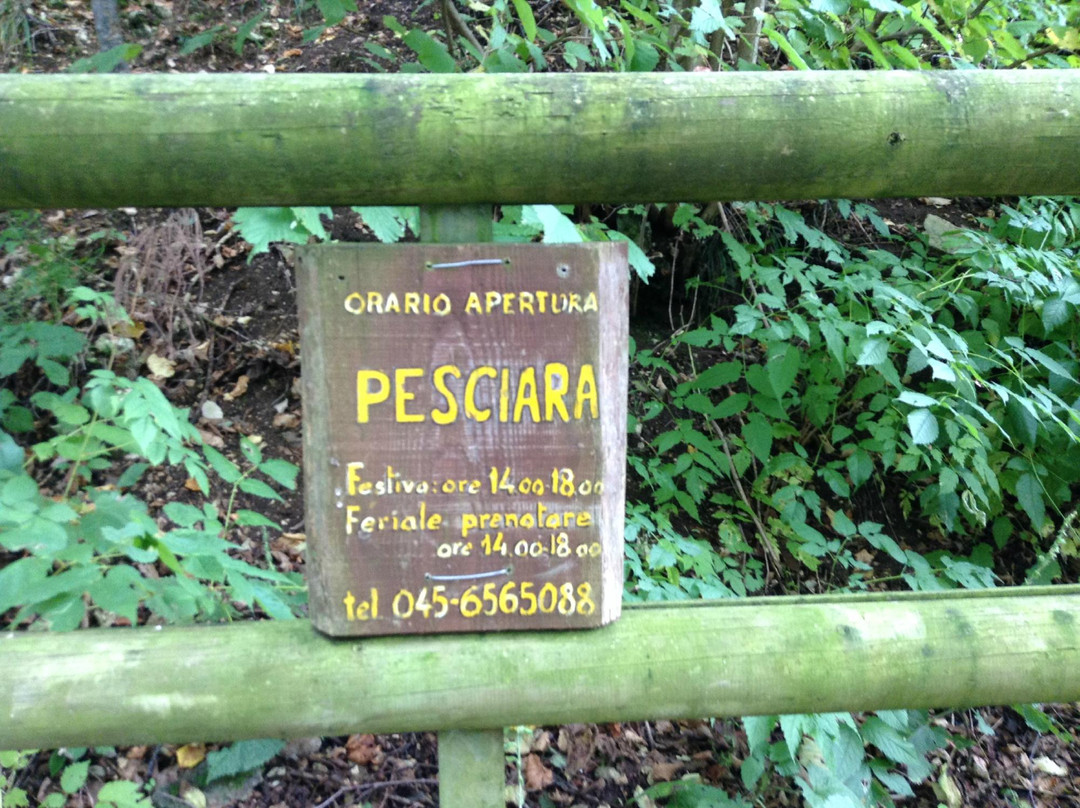 ORARIO APERTURA
PESCIARA
Festivo: ore 14.00-18.00
Feriale prenotare
ore 14.00-18.00
tel. 045-6565088